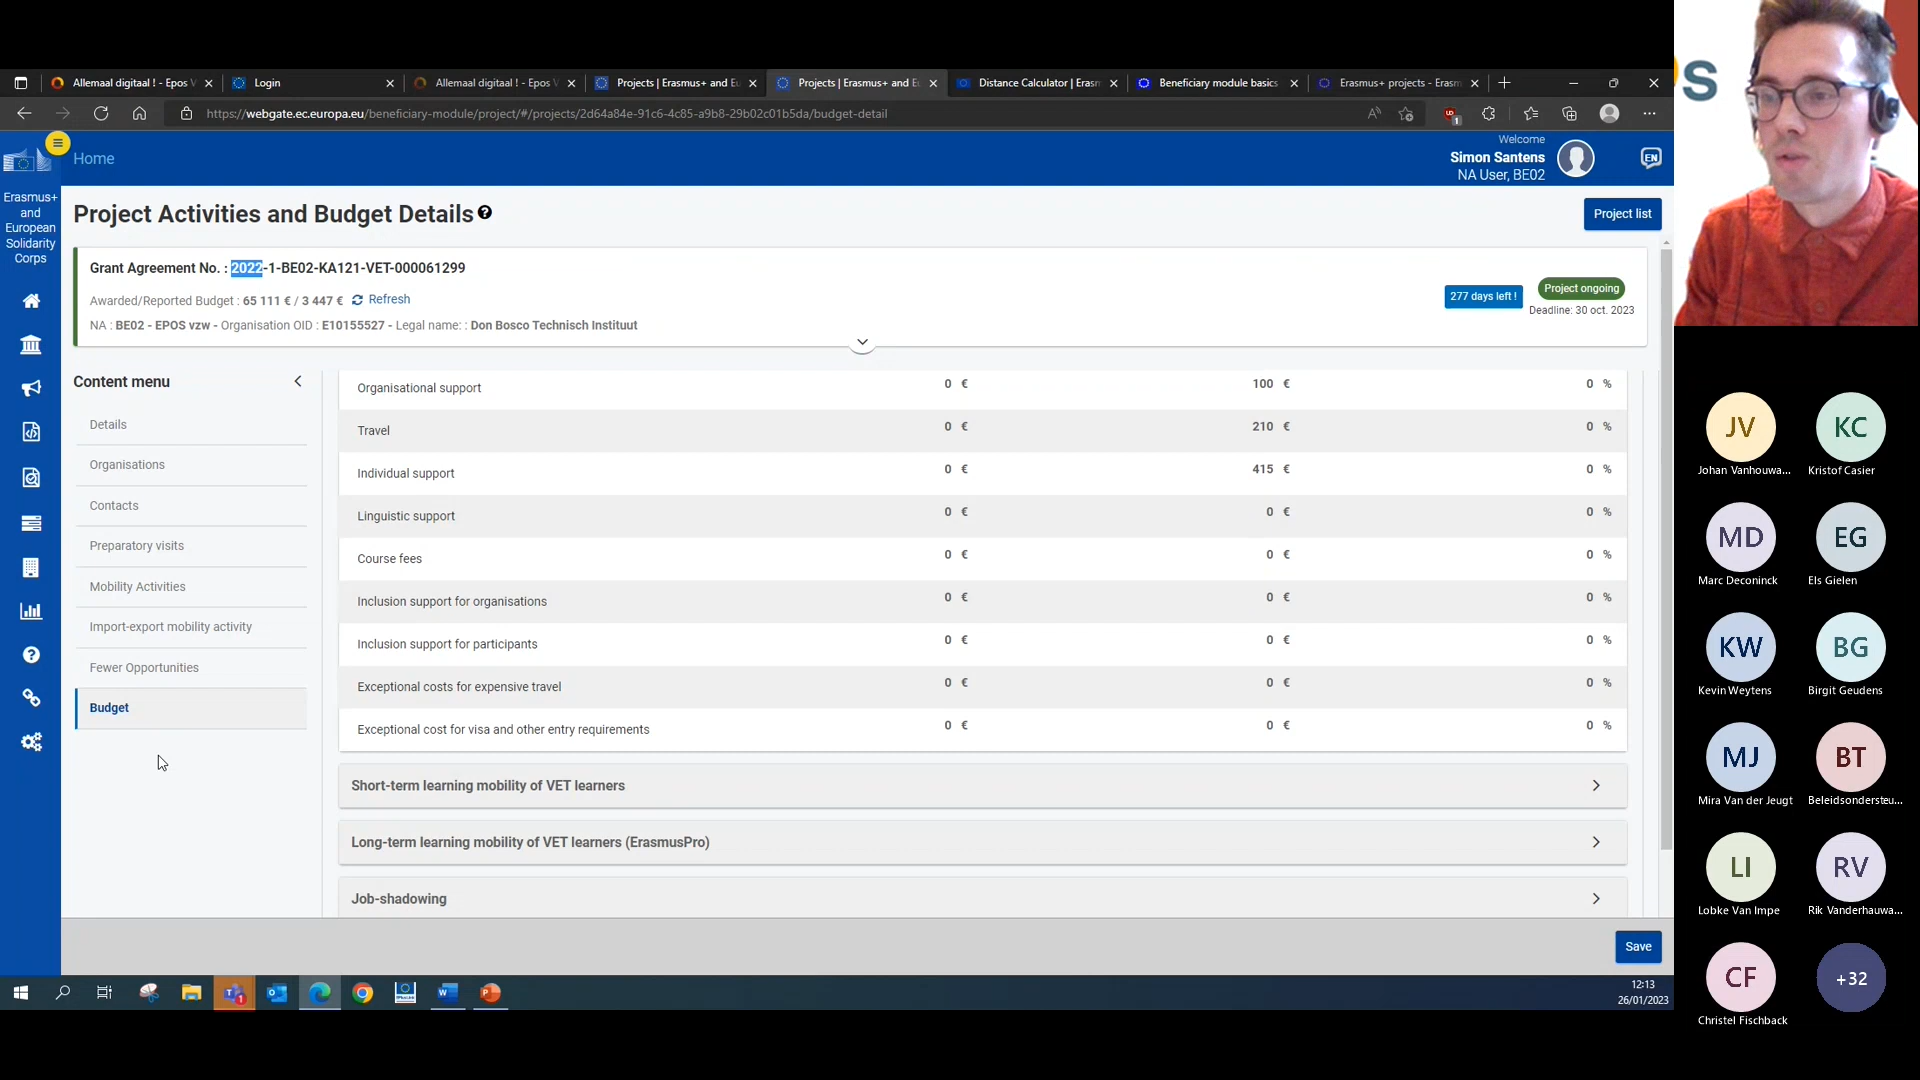 Allemaal digitaal ! - Epos V
Login
Allemaal digitaal ! - Epos V
Projects | Erasmus+ and Eu
Projects | Erasmus+ and E
Distance Calculator | Erasm
Beneficiary module basics
Erasmus+ projects - Erasm
https://webgate.ec.europa.eu/beneficiary-module/project/#/projects/2d64a84e-91c6-4c85-a9b8-29b02c01b5da/budget-detail
Home
Welcome
Simon Santens
NA User, BE02
EN
Erasmus+
and
European
Solidarity
Corps
Project Activities and Budget Details
Project list
Grant Agreement No. : 2022-1-BE02-KA121-VET-000061299
Awarded/Reported Budget : 65 111 € / 3 447 € Refresh
NA : BE02 - EPOS vzw - Organisation OID : E10155527 - Legal name: : Don Bosco Technisch Instituut
277 days left !
Project ongoing
Deadline: 30 oct. 2023
Content menu
Details
Organisations
Contacts
Preparatory visits
Mobility Activities
Import-export mobility activity
Fewer Opportunities
Budget
Organisational support 0 € 100 € 0 %
Travel 0 € 210 € 0 %
Individual support 0 € 415 € 0 %
Linguistic support 0 € 0 € 0 %
Course fees 0 € 0 € 0 %
Inclusion support for organisations 0 € 0 € 0 %
Inclusion support for participants 0 € 0 € 0 %
Exceptional costs for expensive travel 0 € 0 € 0 %
Exceptional cost for visa and other entry requirements 0 € 0 € 0 %
Short-term learning mobility of VET learners
Long-term learning mobility of VET learners (ErasmusPro)
Job-shadowing
Save
12:13
26/01/2023
os
JV
Johan Vanhouwa...
KC
Kristof Casier
MD
Marc Deconinck
EG
Els Gielen
KW
Kevin Weytens
BG
Birgit Geudens
MJ
Mira Van der Jeugt
BT
Beleidsondersteu...
LI
Lobke Van Impe
RV
Rik Vanderhauwa...
CF
Christel Fischback
+32